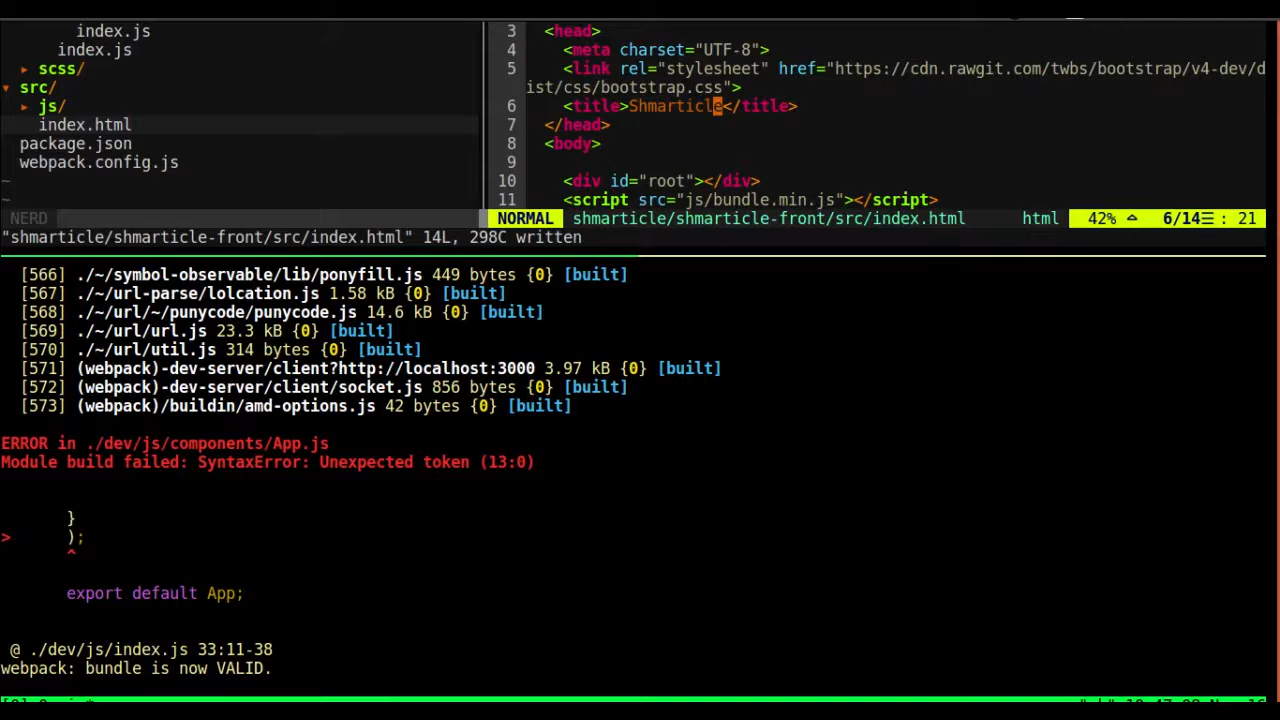 index.js
index.js
▸ scss/
▾ src/
▸ js/
index.html
package.json
webpack.config.js
~
~
NERD
3 <head>
4 <meta charset="UTF-8">
5 <link rel="stylesheet" href="https://cdn.rawgit.com/twbs/bootstrap/v4-dev/d
ist/css/bootstrap.css">
6 <title>Shmarticle</title>
7 </head>
8 <body>
9
10 <div id="root"></div>
11 <script src="js/bundle.min.js"></script>
NORMAL shmarticle/shmarticle-front/src/index.html html 42% 6/14☰: 21
"shmarticle/shmarticle-front/src/index.html" 14L, 298C written
[566] ./~/symbol-observable/lib/ponyfill.js 449 bytes {0} [built]
[567] ./~/url-parse/lolcation.js 1.58 kB {0} [built]
[568] ./~/url/~/punycode/punycode.js 14.6 kB {0} [built]
[569] ./~/url/url.js 23.3 kB {0} [built]
[570] ./~/url/util.js 314 bytes {0} [built]
[571] (webpack)-dev-server/client?http://localhost:3000 3.97 kB {0} [built]
[572] (webpack)-dev-server/client/socket.js 856 bytes {0} [built]
[573] (webpack)/buildin/amd-options.js 42 bytes {0} [built]
ERROR in ./dev/js/components/App.js
Module build failed: SyntaxError: Unexpected token (13:0)
}
> );
^
export default App;
@ ./dev/js/index.js 33:11-38
webpack: bundle is now VALID.